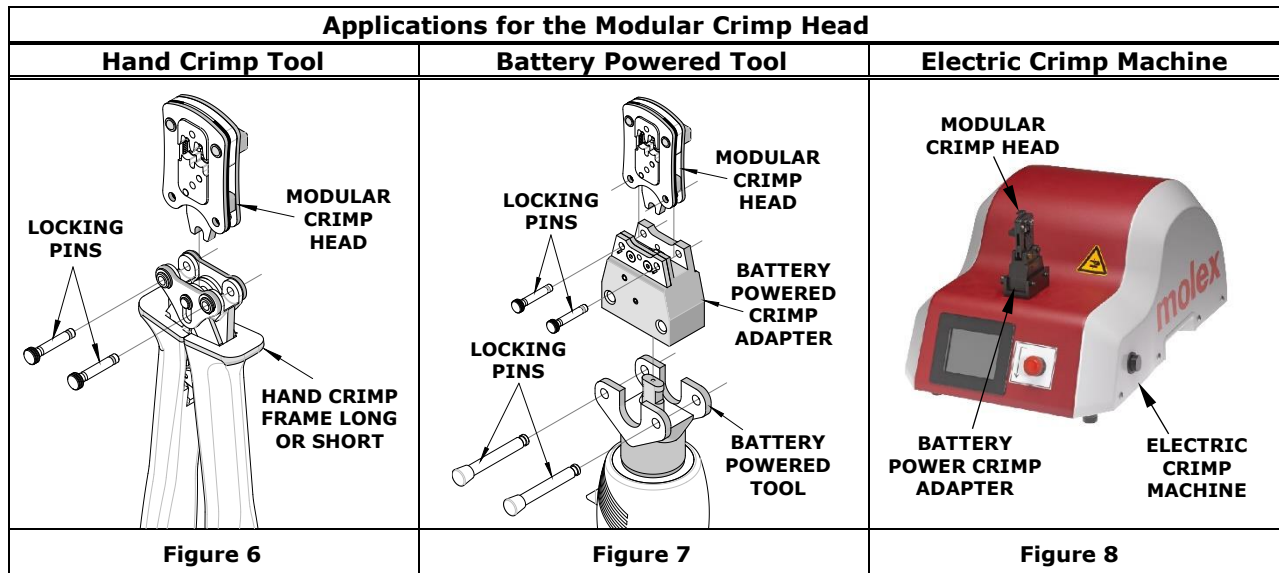 Applications for the Modular Crimp Head
Hand Crimp Tool
Battery Powered Tool
Electric Crimp Machine
MODULAR
CRIMP
HEAD
LOCKING
PINS
HAND CRIMP
FRAME LONG
OR SHORT
MODULAR
CRIMP
HEAD
LOCKING
PINS
BATTERY
POWERED
CRIMP
ADAPTER
LOCKING
PINS
BATTERY
POWERED
TOOL
MODULAR
CRIMP HEAD
molex
BATTERY
POWER CRIMP
ADAPTER
ELECTRIC
CRIMP
MACHINE
Figure 6
Figure 7
Figure 8